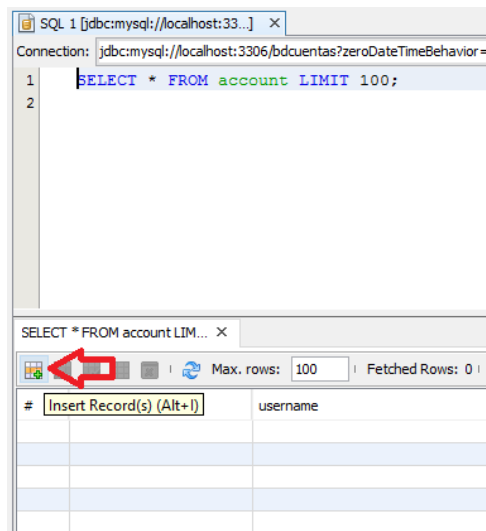 SQL 1 [jdbc:mysql://localhost:33...] ×
Connection: jdbc:mysql://localhost:3306/bdcuentas?zeroDateTimeBehavior=
1 SELECT * FROM account LIMIT 100;
2
SELECT * FROM account LIM... ×
Max. rows: 100 Fetched Rows: 0
# Insert Record(s) (Alt+I) username